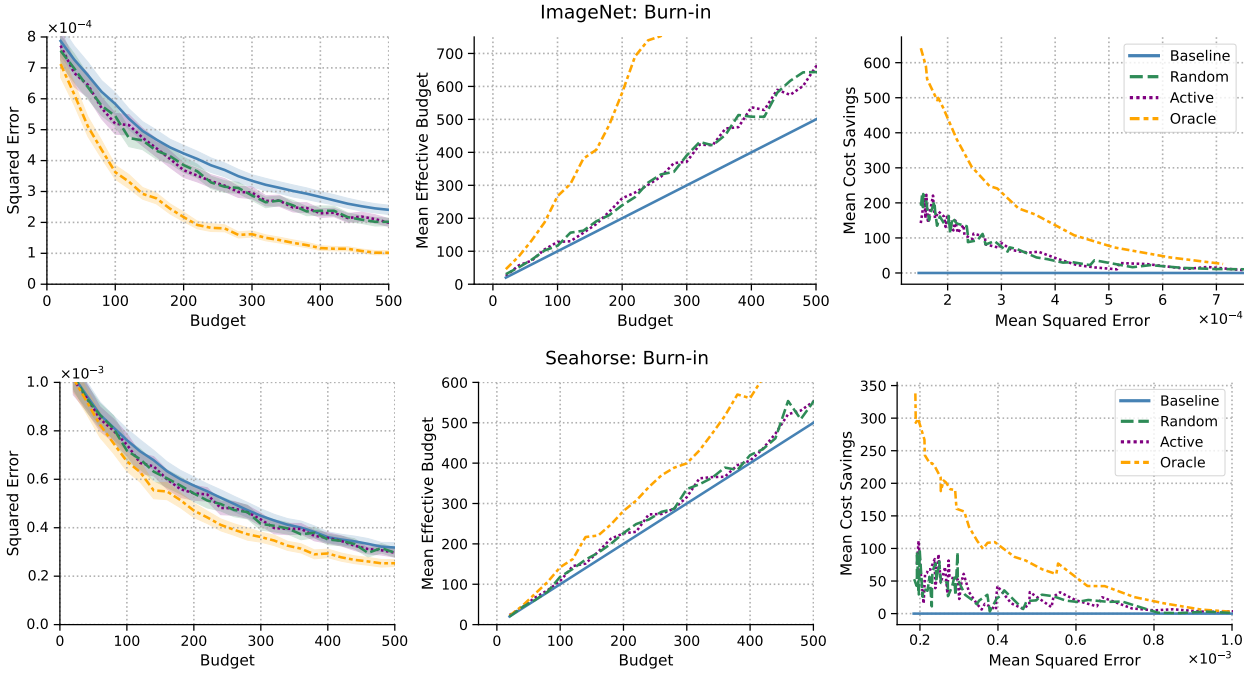 ImageNet: Burn-in
×10⁻⁴
8
7
6
5
4
3
2
1
0
Squared Error
0 100 200 300 400 500
Budget
700
600
500
400
300
200
100
0
Mean Effective Budget
0 100 200 300 400 500
Budget
600
500
400
300
200
100
0
Mean Cost Savings
Baseline
Random
Active
Oracle
2 3 4 5 6 7
Mean Squared Error
×10⁻⁴
Seahorse: Burn-in
×10⁻³
1.0
0.8
0.6
0.4
0.2
0.0
Squared Error
0 100 200 300 400 500
Budget
600
500
400
300
200
100
0
Mean Effective Budget
0 100 200 300 400 500
Budget
350
300
250
200
150
100
50
0
Mean Cost Savings
Baseline
Random
Active
Oracle
0.2 0.4 0.6 0.8 1.0
Mean Squared Error
×10⁻³